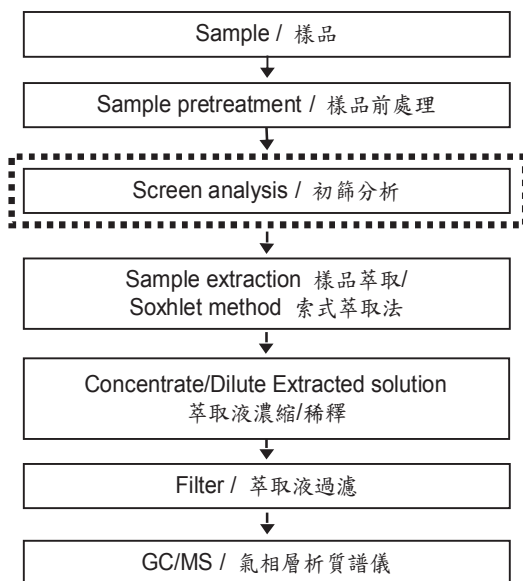 Sample / 樣品
Sample pretreatment / 樣品前處理
Screen analysis / 初篩分析
Sample extraction 樣品萃取/
Soxhlet method 索式萃取法
Concentrate/Dilute Extracted solution
萃取液濃縮/稀釋
Filter / 萃取液過濾
GC/MS / 氣相層析質譜儀